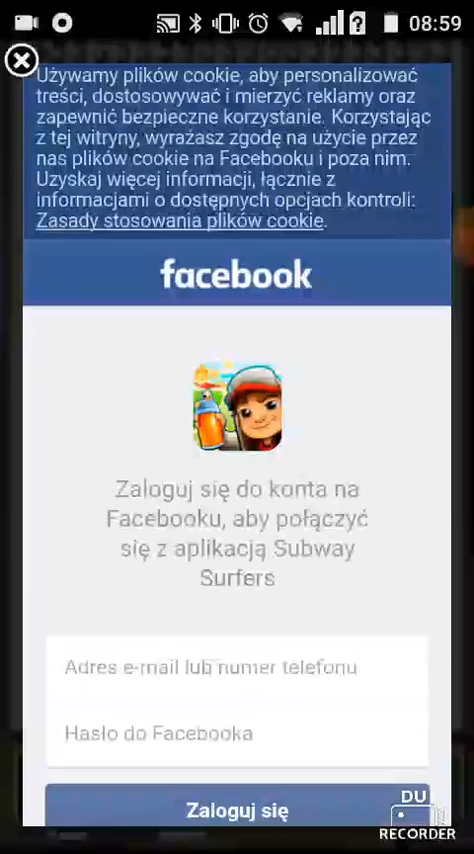 08:59
Używamy plików cookie, aby personalizować
treści, dostosowywać i mierzyć reklamy oraz
zapewnić bezpieczne korzystanie. Korzystając
z tej witryny, wyrażasz zgodę na użycie przez
nas plików cookie na Facebooku i poza nim.
Uzyskaj więcej informacji, łącznie z
informacjami o dostępnych opcjach kontroli:
Zasady stosowania plików cookie.
facebook
Zaloguj się do konta na
Facebooku, aby połączyć
się z aplikacją Subway
Surfers
Adres e-mail lub numer telefonu
Hasło do Facebooka
Zaloguj się
DU
RECORDER